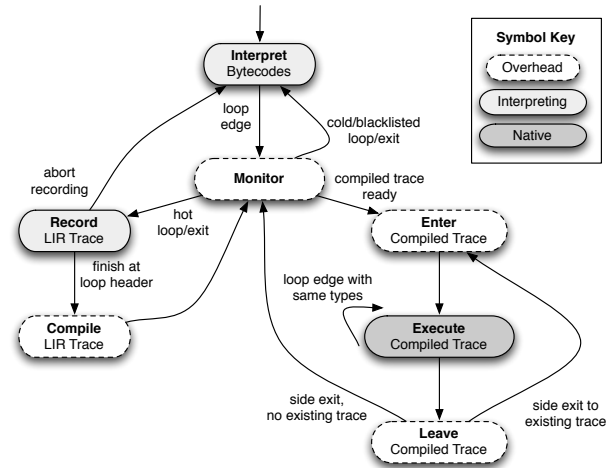 Symbol Key
Overhead
Interpreting
Native
Interpret
Bytecodes
loop
edge
cold/blacklisted
loop/exit
abort
recording
Monitor
compiled trace
ready
hot
loop/exit
Record
LIR Trace
Enter
Compiled Trace
finish at
loop header
loop edge with
same types
Compile
LIR Trace
Execute
Compiled Trace
side exit,
no existing trace
side exit to
existing trace
Leave
Compiled Trace